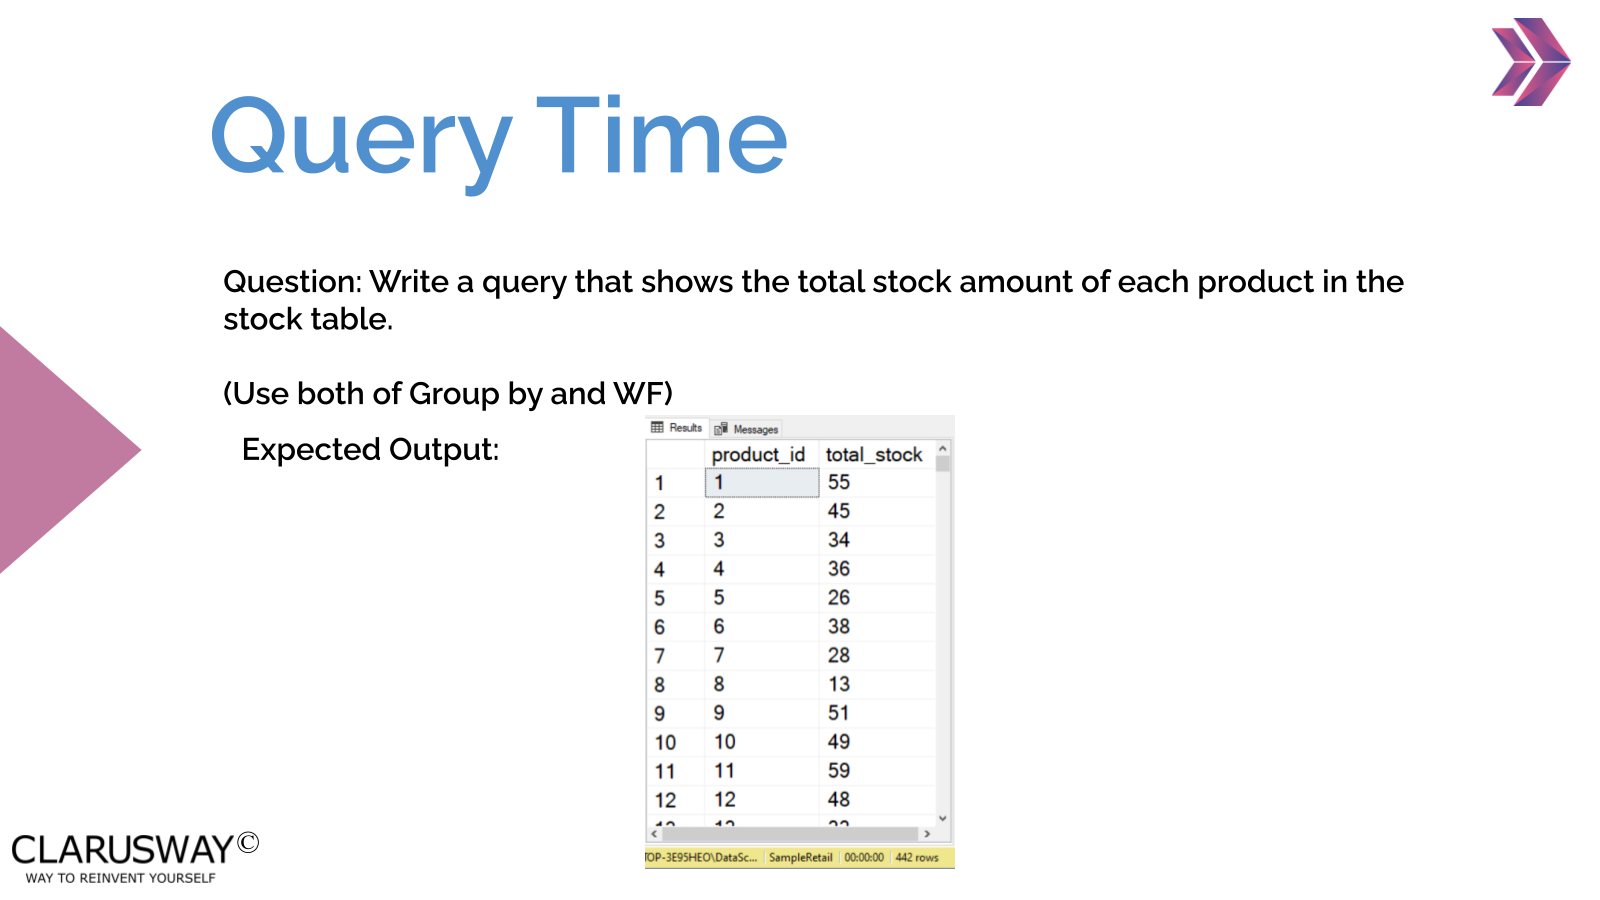 Query Time
Question: Write a query that shows the total stock amount of each product in the
stock table.
(Use both of Group by and WF)
Expected Output:
Results Messages
product_id total_stock
1 1 55
2 2 45
3 3 34
4 4 36
5 5 26
6 6 38
7 7 28
8 8 13
9 9 51
10 10 49
11 11 59
12 12 48
TOP-3E95HEO\DataSc... SampleRetail 00:00:00 442 rows
CLARUSWAY©
WAY TO REINVENT YOURSELF